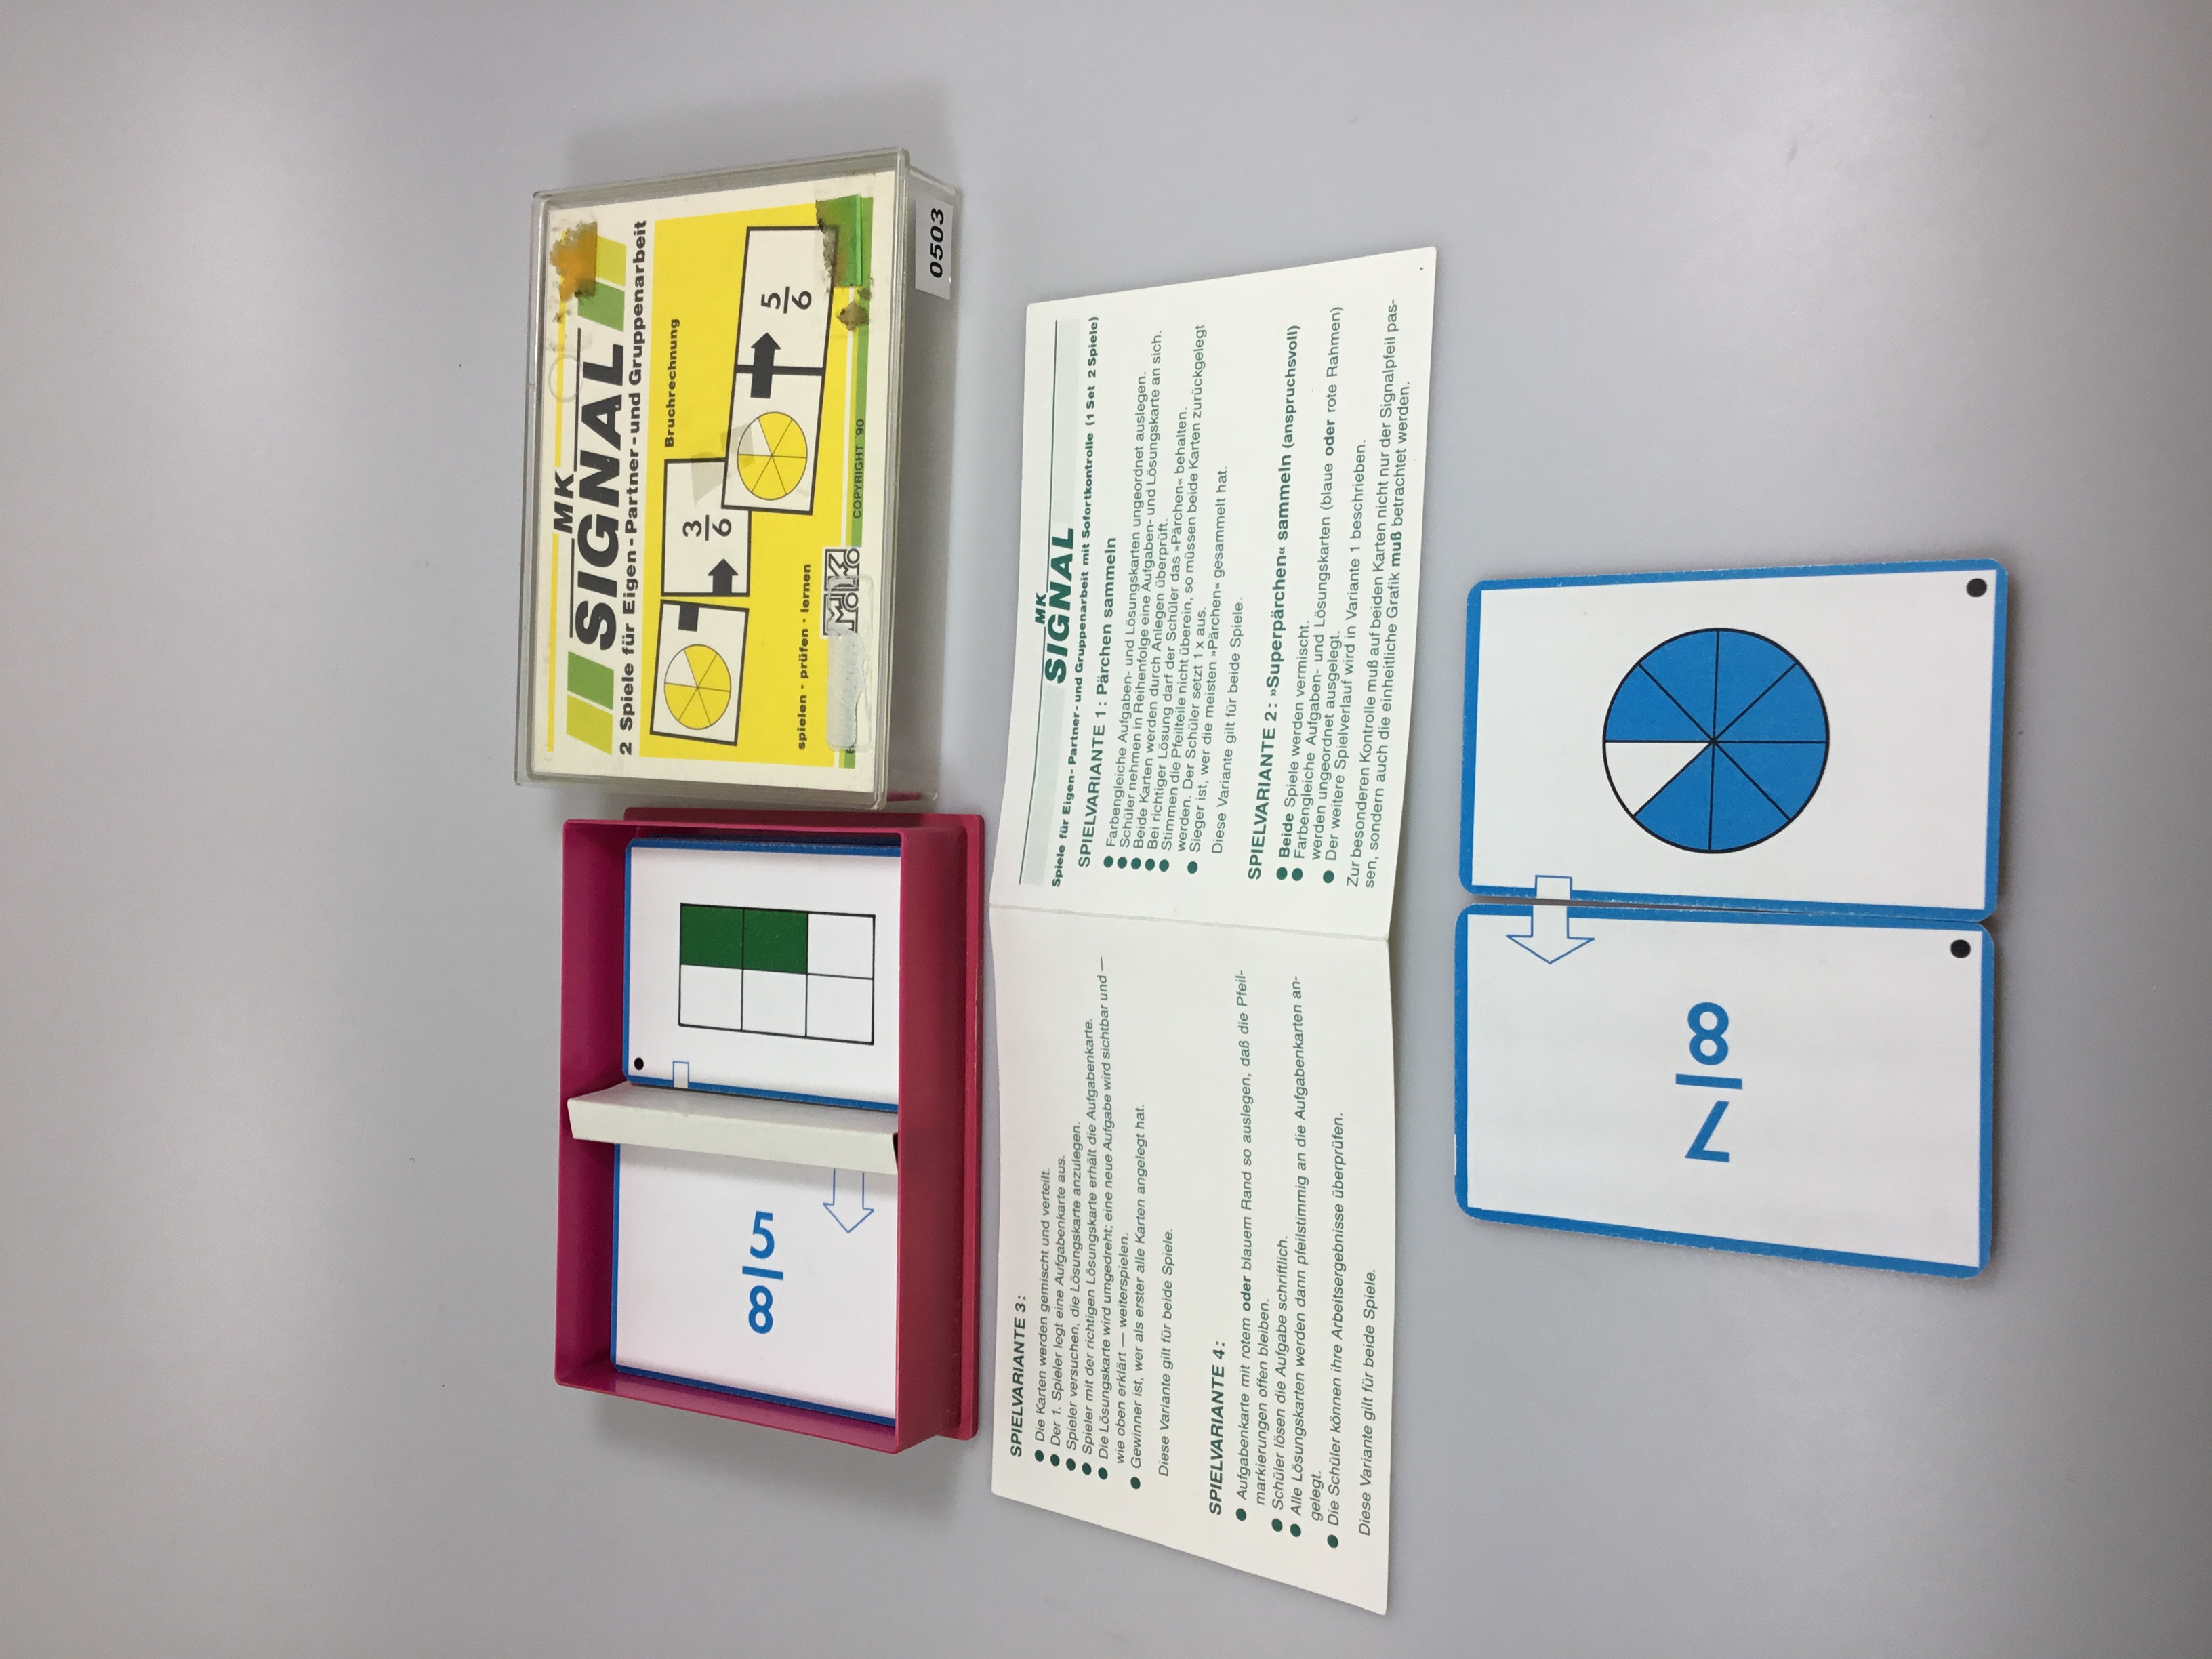 MK
SIGNAL
2 Spiele für Eigen-Partner-und Gruppenarbeit
Bruchrechnung
3
6
5
6
spielen · prüfen · lernen
MK
COPYRIGHT 90
0503
5
8
MK
SIGNAL
Spiele für Eigen- Partner- und Gruppenarbeit mit Sofortkontrolle (1 Set 2 Spiele)
SPIELVARIANTE 1: Pärchen sammeln
● Farbengleiche Aufgaben- und Lösungskarten ungeordnet auslegen.
● Schüler nehmen in Reihenfolge eine Aufgaben- und Lösungskarte an sich.
● Beide Karten werden durch Anlegen überprüft.
● Bei richtiger Lösung darf der Schüler das »Pärchen« behalten.
● Stimmen die Pfeilteile nicht überein, so müssen beide Karten zurückgelegt
werden. Der Schüler setzt 1 x aus.
● Sieger ist, wer die meisten »Pärchen« gesammelt hat.
Diese Variante gilt für beide Spiele.
SPIELVARIANTE 2: »Superpärchen« sammeln (anspruchsvoll)
● Beide Spiele werden vermischt.
● Farbengleiche Aufgaben- und Lösungskarten (blaue oder rote Rahmen)
werden ungeordnet ausgelegt.
● Der weitere Spielverlauf wird in Variante 1 beschrieben.
Zur besonderen Kontrolle muß auf beiden Karten nicht nur der Signalpfeil pas-
sen, sondern auch die einheitliche Grafik muß betrachtet werden.
SPIELVARIANTE 3:
● Die Karten werden gemischt und verteilt.
● Der 1. Spieler legt eine Aufgabenkarte aus.
● Spieler versuchen, die Lösungskarte anzulegen.
● Spieler mit der richtigen Lösungskarte erhält die Aufgabenkarte.
● Die Lösungskarte wird umgedreht; eine neue Aufgabe wird sichtbar und —
wie oben erklärt — weiterspielen.
● Gewinner ist, wer als erster alle Karten angelegt hat.
Diese Variante gilt für beide Spiele.
SPIELVARIANTE 4:
● Aufgabenkarte mit rotem oder blauem Rand so auslegen, daß die Pfeil-
markierungen offen bleiben.
● Schüler lösen die Aufgabe schriftlich.
● Alle Lösungskarten werden dann pfeilstimmig an die Aufgabenkarten an-
gelegt.
● Die Schüler können ihre Arbeitsergebnisse überprüfen.
Diese Variante gilt für beide Spiele.
7
8